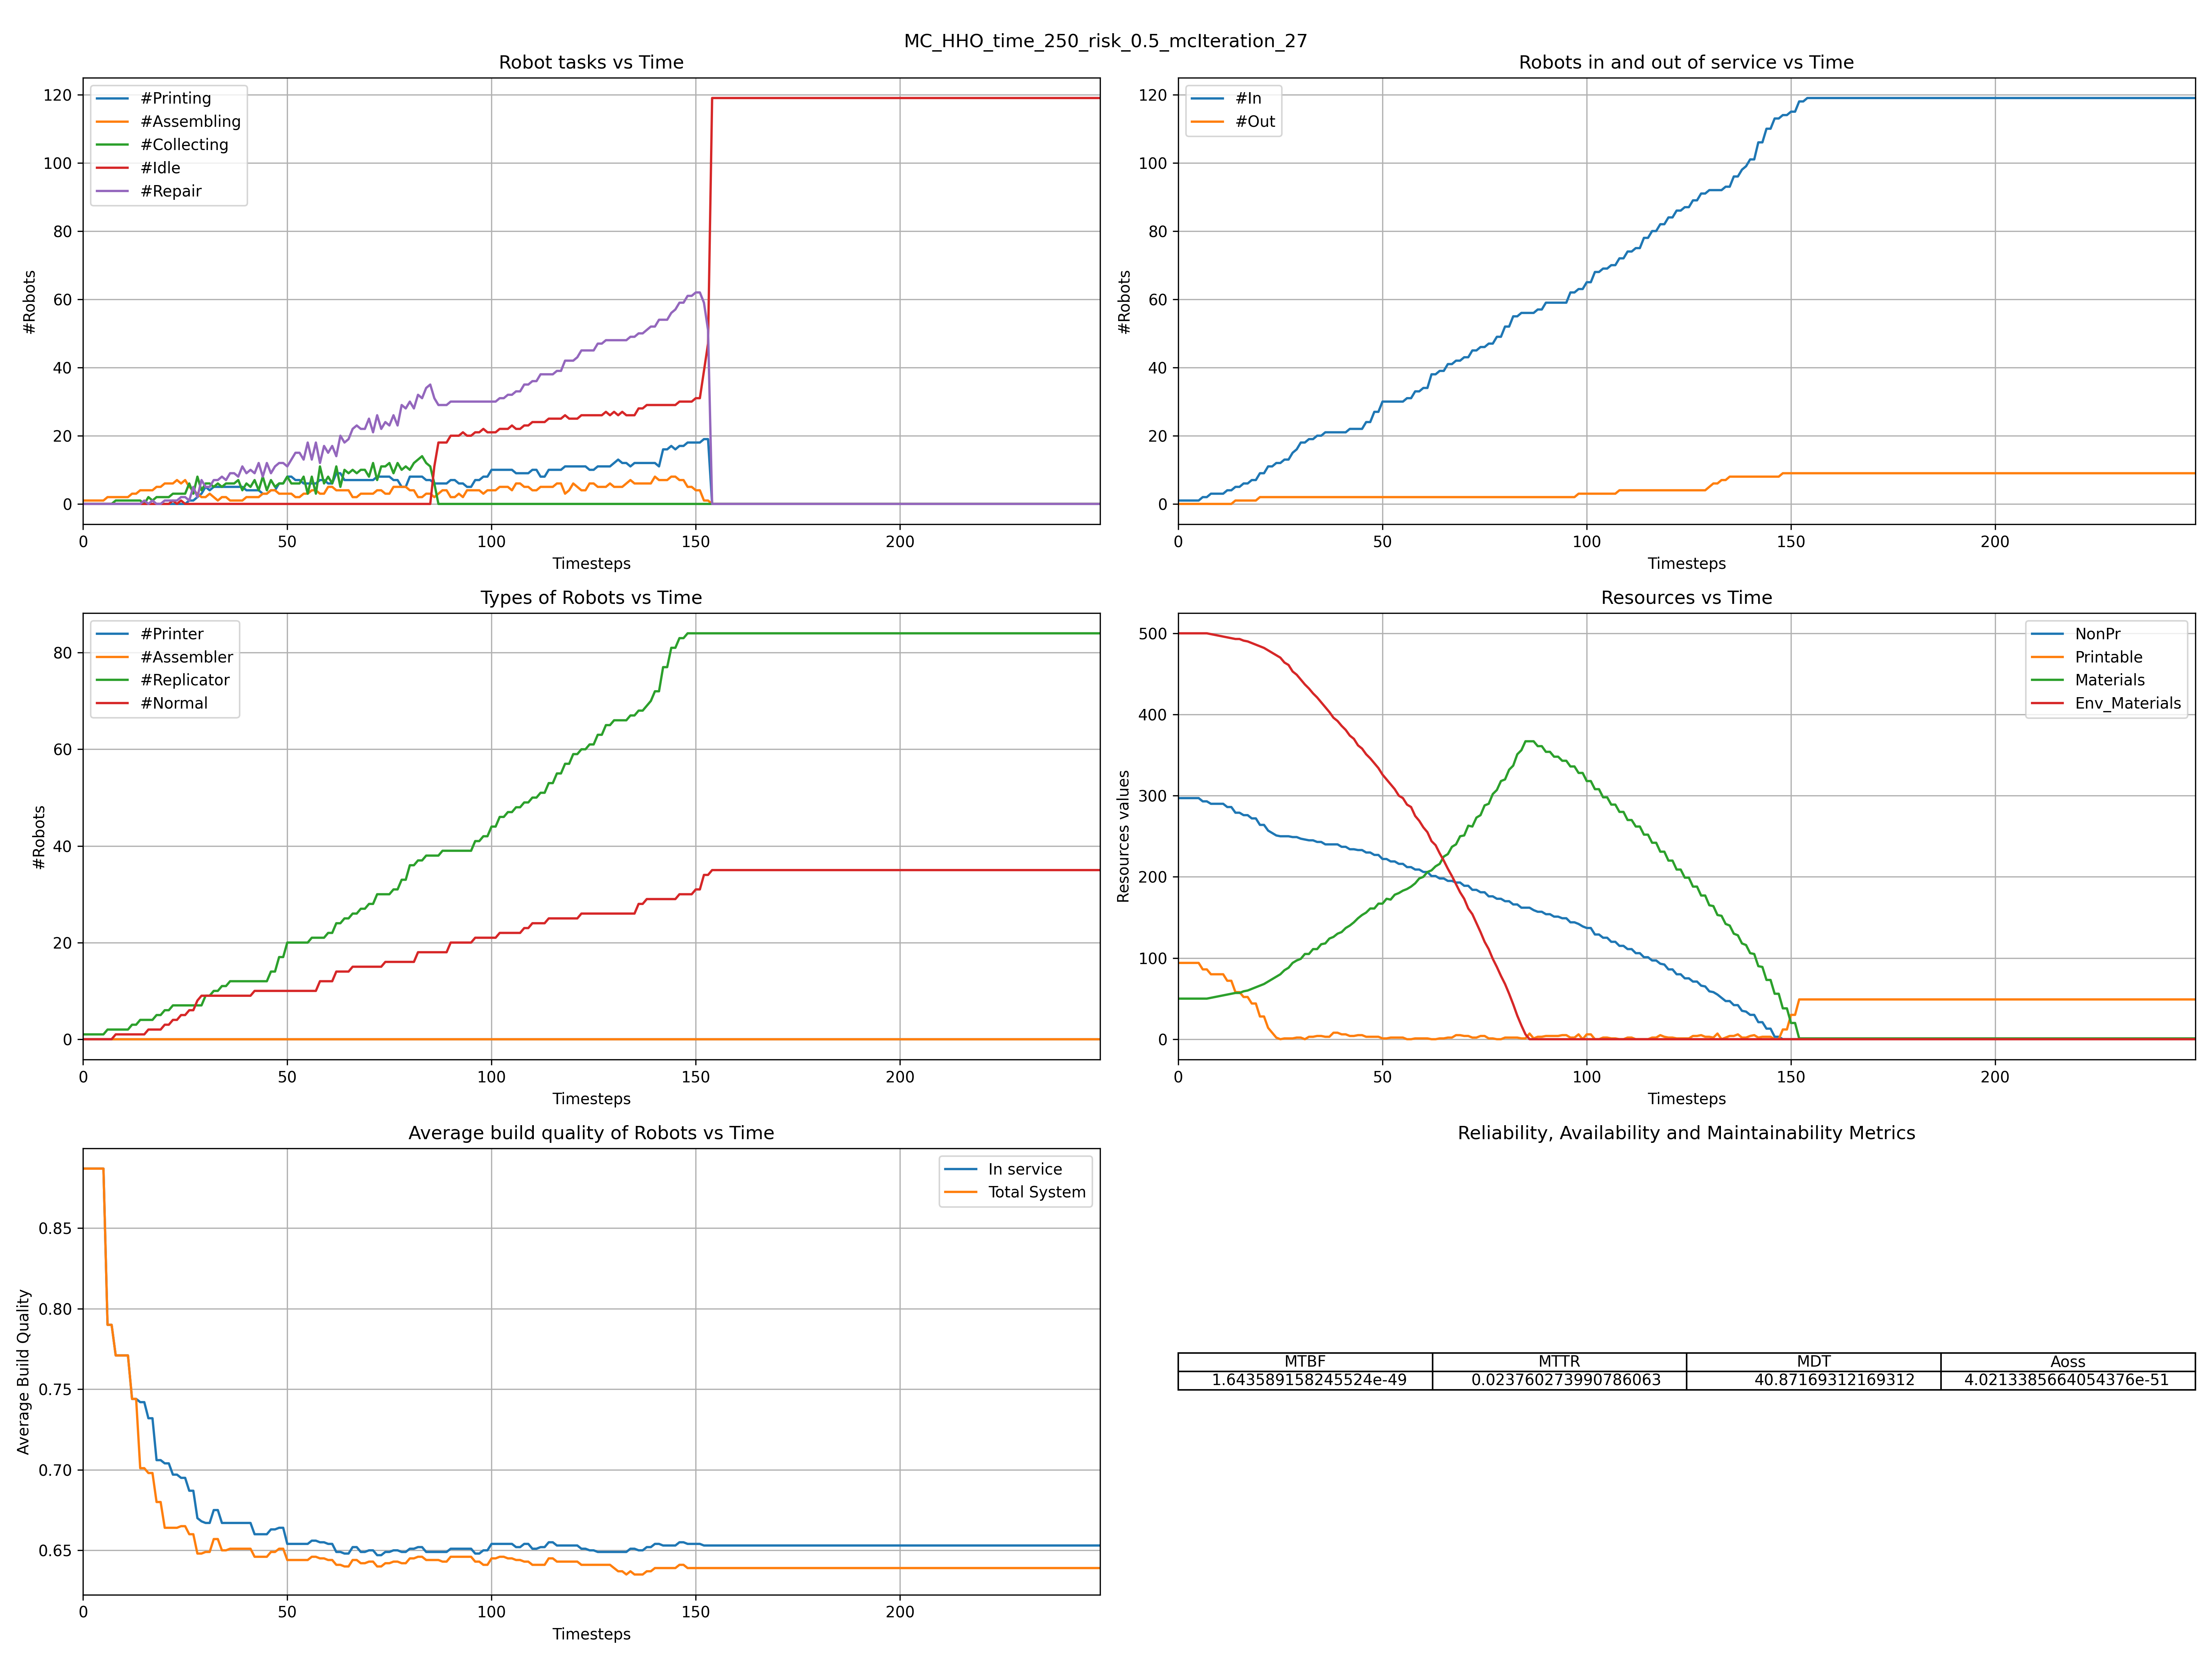 MC_HHO_time_250_risk_0.5_mcIteration_27
Robot tasks vs Time
#Printing
#Assembling
#Collecting
#Idle
#Repair
#Robots
0
20
40
60
80
100
120
0 50 100 150 200
Timesteps
Robots in and out of service vs Time
#In
#Out
#Robots
0
20
40
60
80
100
120
0 50 100 150 200
Timesteps
Types of Robots vs Time
#Printer
#Assembler
#Replicator
#Normal
#Robots
0
20
40
60
80
0 50 100 150 200
Timesteps
Resources vs Time
NonPr
Printable
Materials
Env_Materials
Resources values
0
100
200
300
400
500
0 50 100 150 200
Timesteps
Average build quality of Robots vs Time
In service
Total System
Average Build Quality
0.65
0.70
0.75
0.80
0.85
0 50 100 150 200
Timesteps
Reliability, Availability and Maintainability Metrics
MTBF MTTR MDT Aoss
1.643589158245524e-49 0.023760273990786063 40.87169312169312 4.0213385664054376e-51